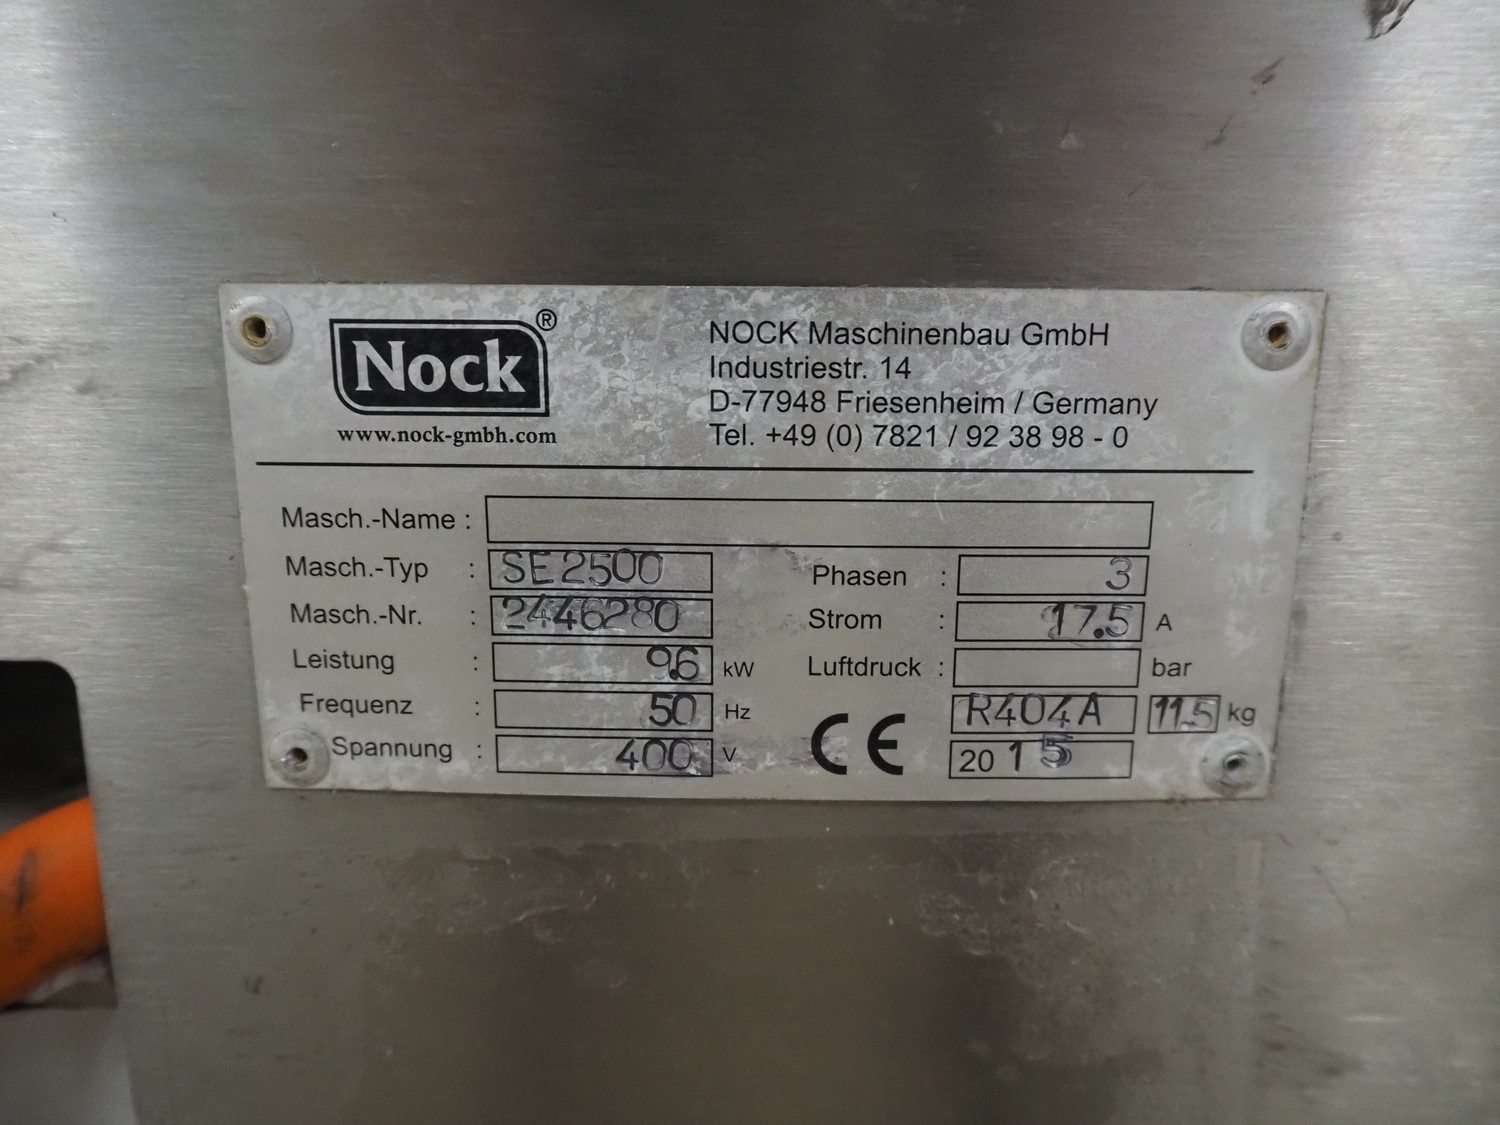 Nock®
www.nock-gmbh.com
NOCK Maschinenbau GmbH
Industriestr. 14
D-77948 Friesenheim / Germany
Tel. +49 (0) 7821 / 92 38 98 - 0
Masch.-Name :
Masch.-Typ : SE2500
Masch.-Nr. : 2446280
Leistung : 9.6 kW
Frequenz : 50 Hz
Spannung : 400 V
Phasen : 3
Strom : 17.5 A
Luftdruck : bar
CE R404A 11.5 kg
2015